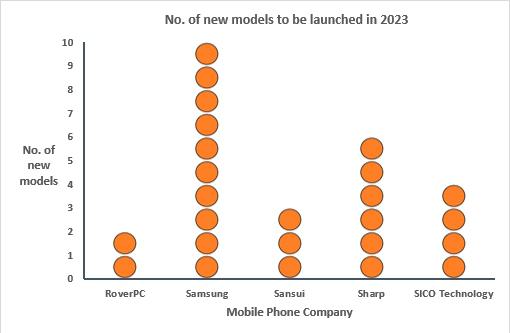 No. of new models to be launched in 2023
10
9
8
7
6
5
4
3
2
1
0
No. of
new
models
RoverPC Samsung Sansui Sharp SICO Technology
Mobile Phone Company